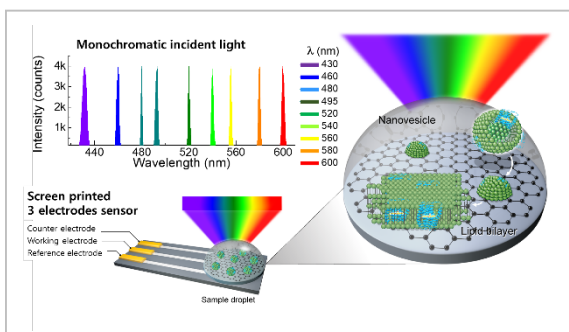 Monochromatic incident light
λ (nm)
430
460
480
495
520
540
560
580
600
Intensity (counts)
4k
3k
2k
1k
440
480
520
560
600
Wavelength (nm)
Nanovesicle
Lipid bilayer
Screen printed
3 electrodes sensor
Counter electrode
Working electrode
Reference electrode
Sample droplet